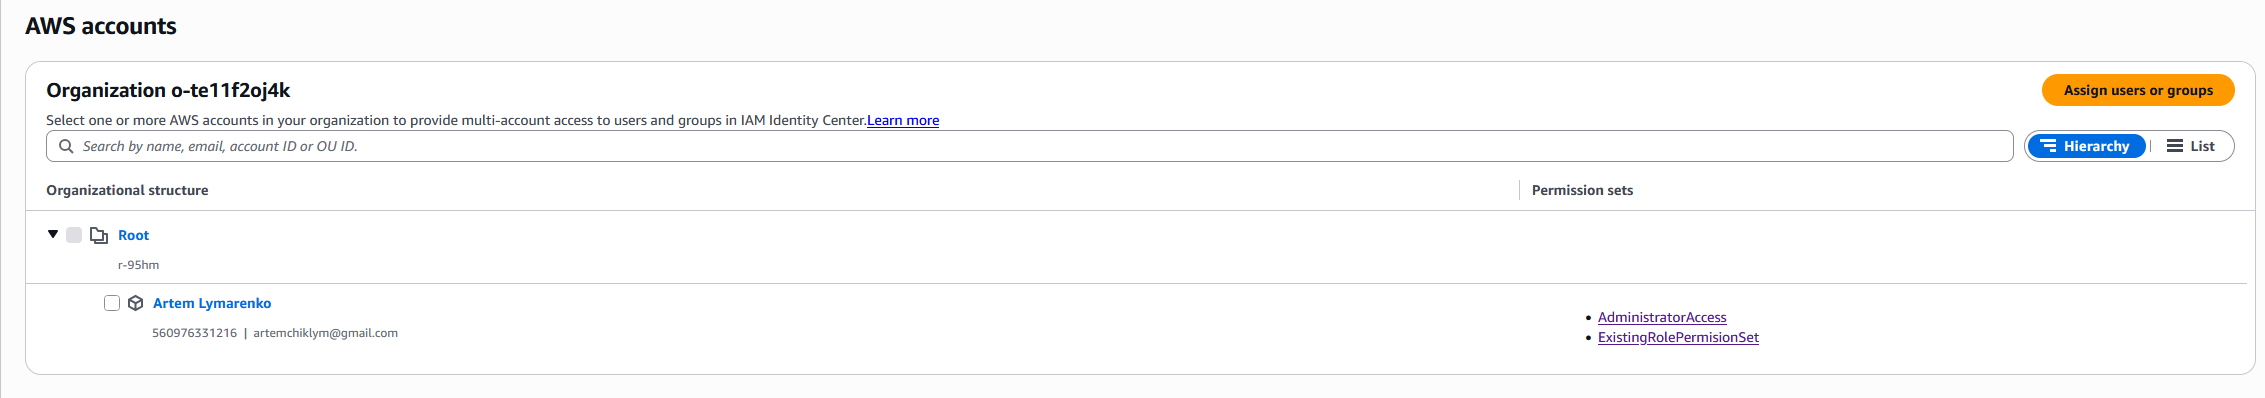 AWS accounts
Organization o-te11f2oj4k
Assign users or groups
Select one or more AWS accounts in your organization to provide multi-account access to users and groups in IAM Identity Center.Learn more
Search by name, email, account ID or OU ID.
Hierarchy | List
Organizational structure
Permission sets
Root
r-95hm
Artem Lymarenko
560976331216 | artemchiklym@gmail.com
AdministratorAccess
ExistingRolePermisionSet